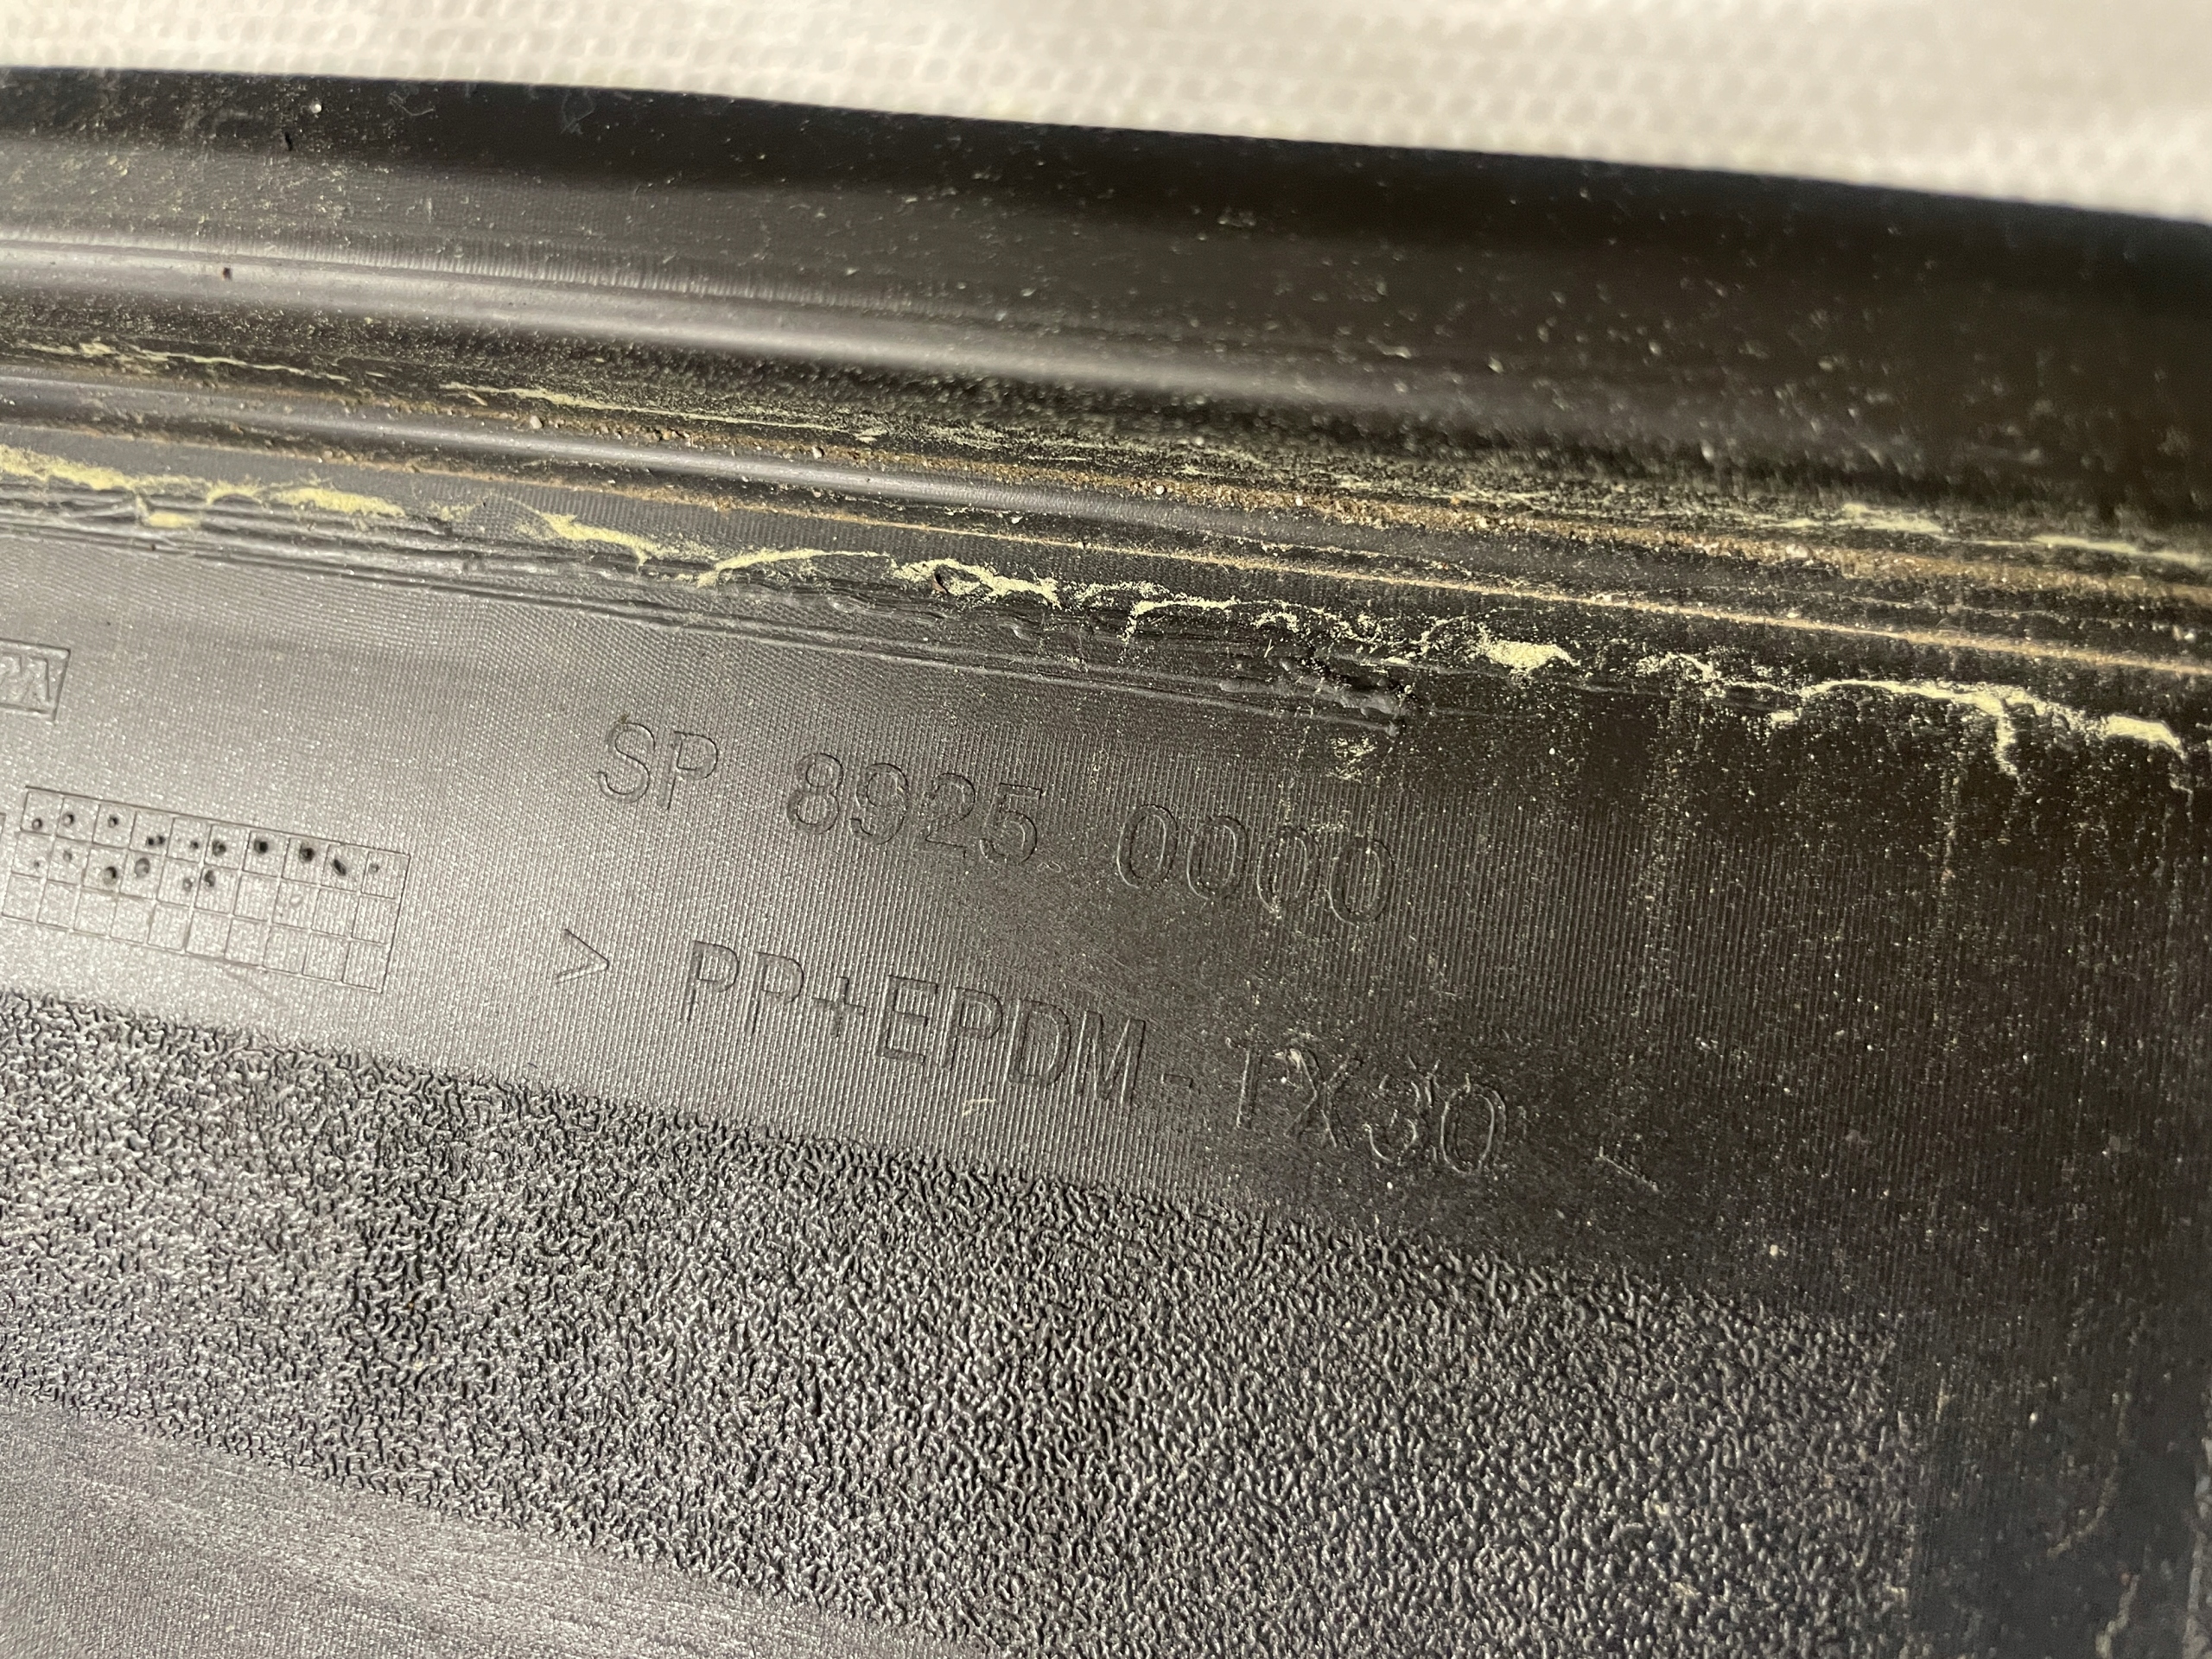 SP 8925 0000
> PP+EPDM-TX30 <